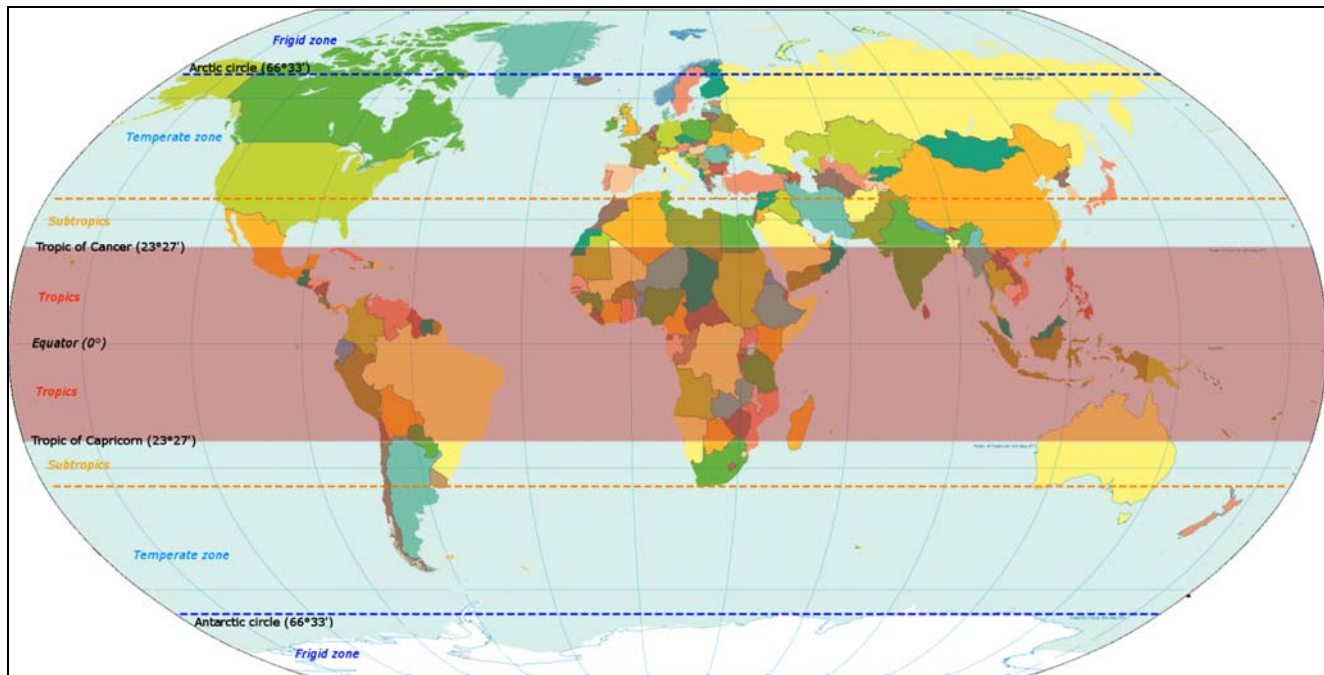 Frigid zone
Arctic circle (66°33')
Temperate zone
Subtropics
Tropic of Cancer (23°27')
Tropics
Equator (0°)
Tropics
Tropic of Capricorn (23°27')
Subtropics
Temperate zone
Antarctic circle (66°33')
Frigid zone